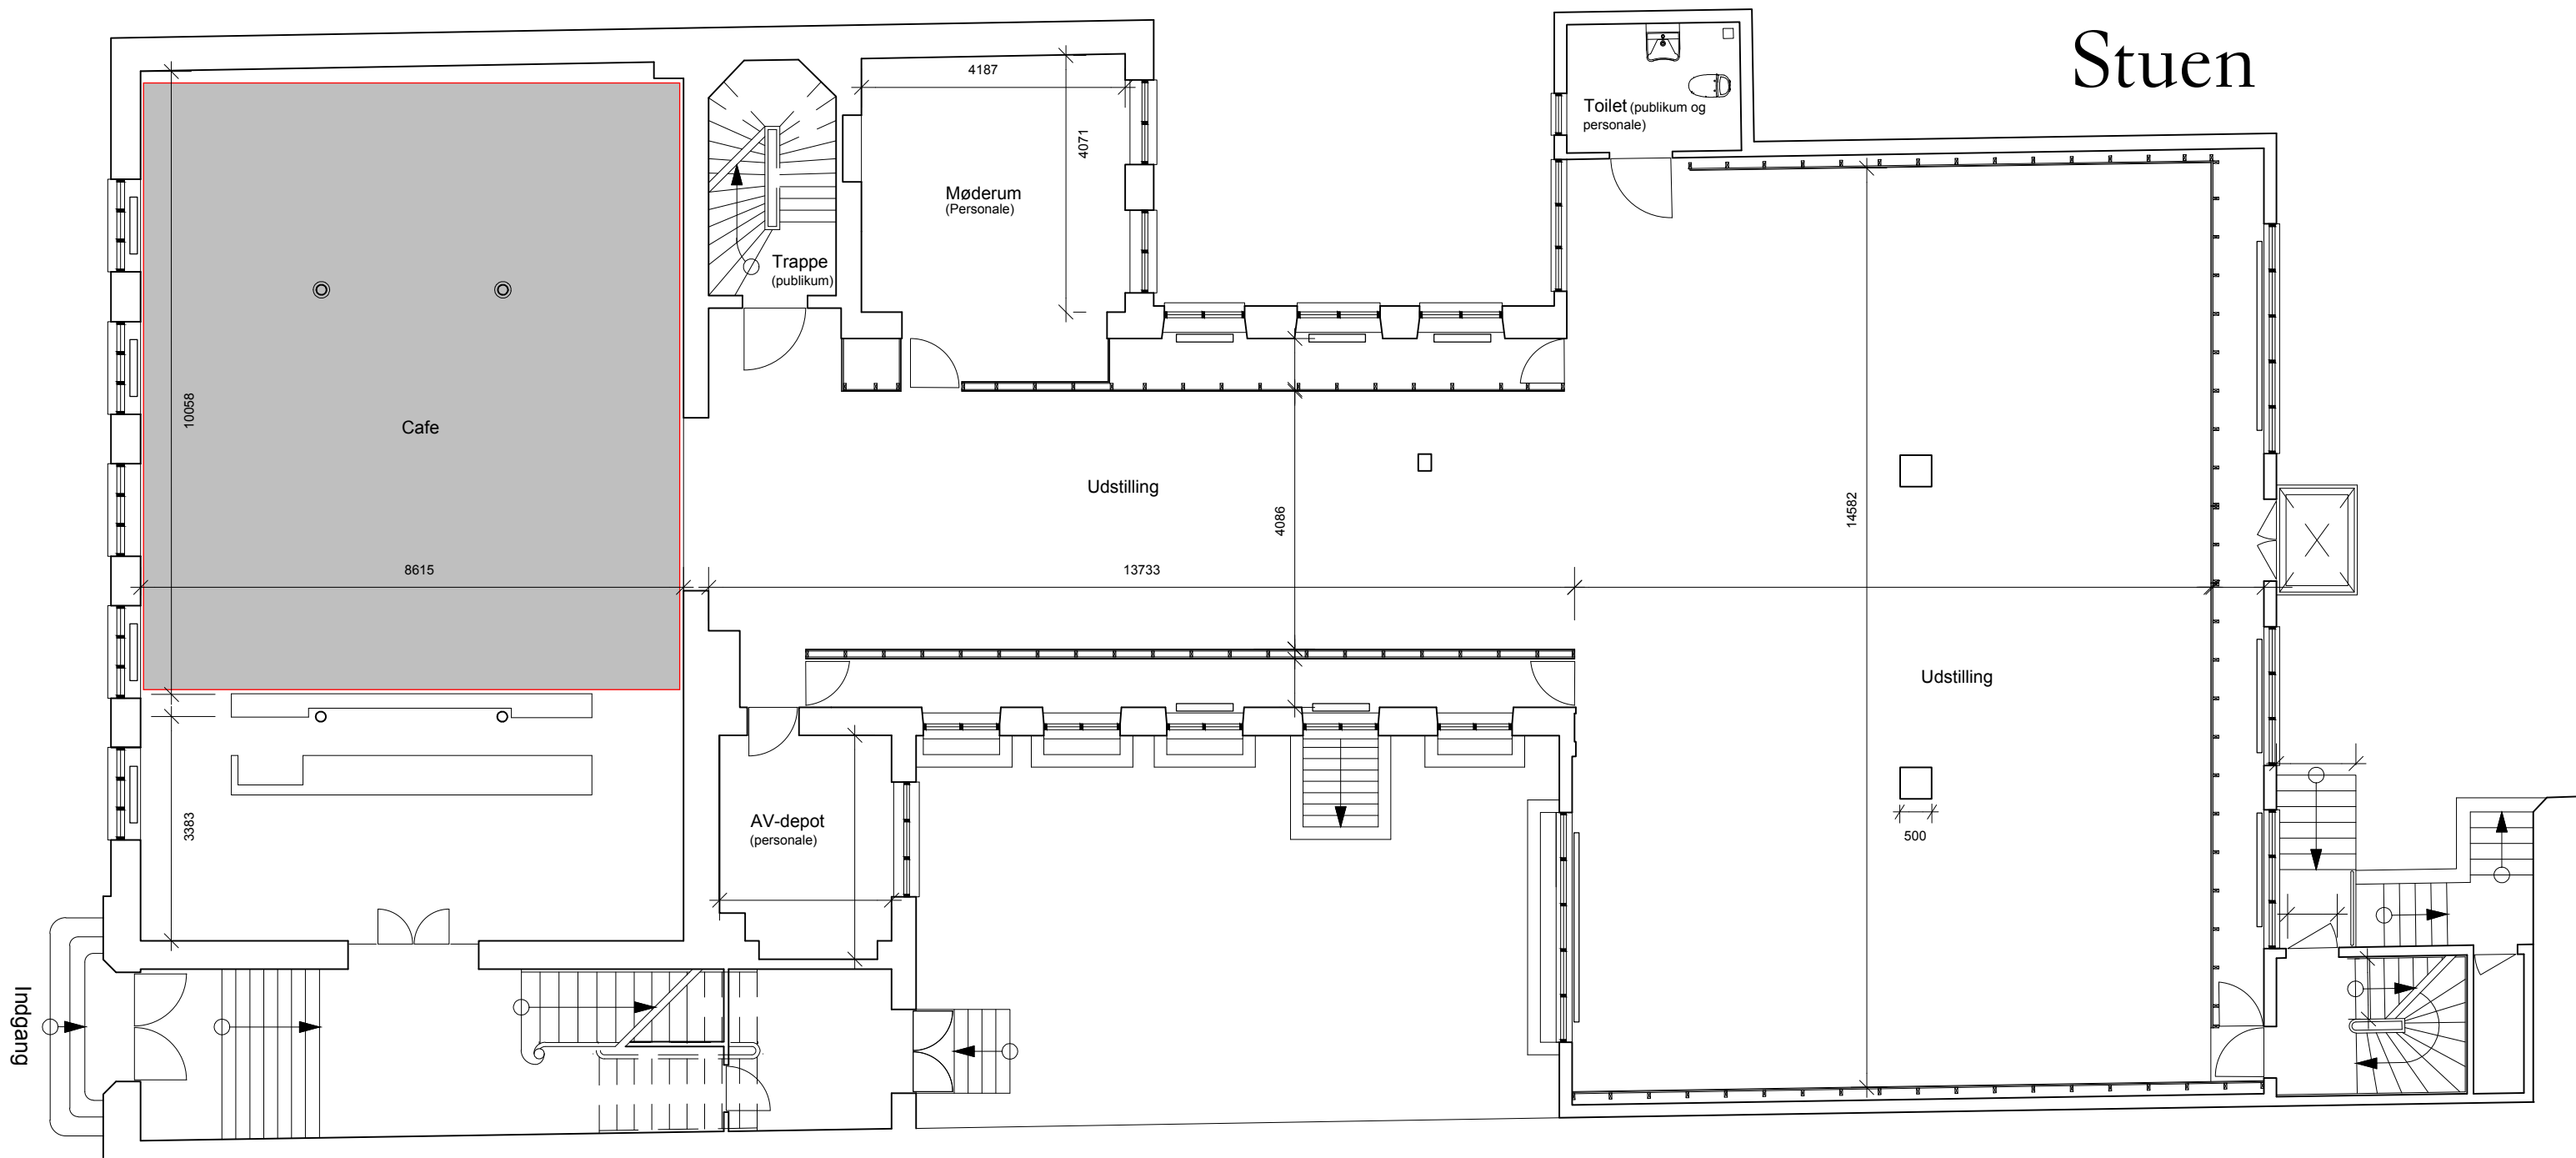 Stuen
4187
4071
Toilet (publikum og
personale)
Møderum
(Personale)
Trappe
(publikum)
10058
Cafe
Udstilling
4086
14582
8615
13733
Udstilling
3383
AV-depot
(personale)
500
Indgang